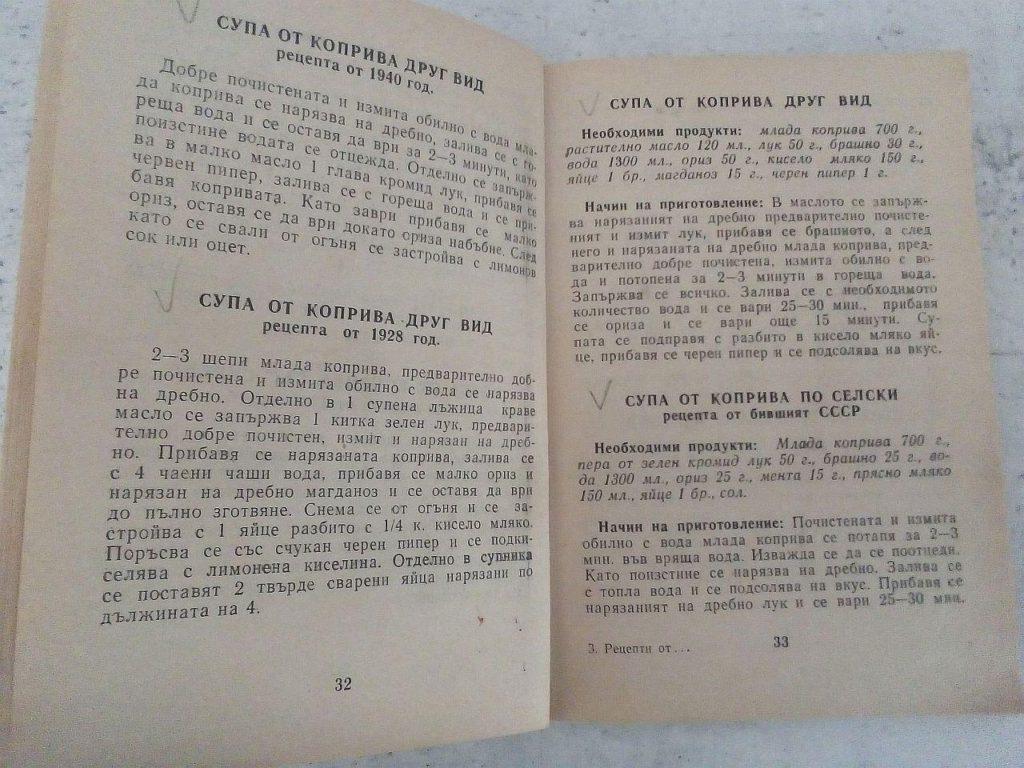 СУПА ОТ КОПРИВА ДРУГ ВИД
рецепта от 1940 год.
Добре почистената и измита обилно с вода мла-
да коприва се нарязва на дребно, залива се с го-
реща вода и се оставя да ври за 2—3 минути, като
поизстине водата се отцежда. Отделно се запърж-
ва в малко масло 1 глава кромид лук, прибавя се
червен пипер, залива се с гореща вода и се при-
бавя копривата. Като заври прибавя се малко
ориз, оставя се да ври докато ориза набъбне. След
като се свали от огъня се застройва с лимонов
сок или оцет.
СУПА ОТ КОПРИВА ДРУГ ВИД
рецепта от 1928 год.
2—3 шепи млада коприва, предварително доб-
ре почистена и измита обилно с вода се нарязва
на дребно. Отделно в 1 супена лъжица краве
масло се запържва 1 китка зелен лук, предвари-
телно добре почистен, измит и нарязан на дреб-
но. Прибавя се нарязаната коприва, залива се
с 4 чаени чаши вода, прибавя се малко ориз и
нарязан на дребно магданоз и се оставя да ври
до пълно зготвяне. Снема се от огъня и се за-
стройва с 1 яйце разбито с 1/4 к. кисело мляко.
Поръсва се със счукан черен пипер и се подки-
селява с лимонена киселина. Отделно в супника
се поставят 2 твърде сварени яйца нарязани по
дължината на 4.
32
СУПА ОТ КОПРИВА ДРУГ ВИД
Необходими продукти: млада коприва 700 г.,
растително масло 120 мл., лук 50 г., брашно 30 г.,
вода 1300 мл., ориз 50 г., кисело мляко 150 г.,
яйце 1 бр., магданоз 15 г., черен пипер 1 г.
Начин на приготовление: В маслото се запърж-
ва нарязаният на дребно предварително почисте-
ният и измит лук, прибавя се брашното, а след
него и нарязаната на дребно млада коприва, пред-
варително добре почистена, измита обилно с во-
да и потопена за 2—3 минути в гореща вода.
Запържва се всичко. Залива се с необходимото
количество вода и се вари 25—30 мин., прибавя
се ориза и се вари още 15 минути. Су-
пата се подправя с разбито в кисело мляко яй-
це, прибавя се черен пипер и се подсолява на вкус.
СУПА ОТ КОПРИВА ПО СЕЛСКИ
рецепта от бившият СССР
Необходими продукти: Млада коприва 700 г.,
пера от зелен кромид лук 50 г., брашно 25 г., во-
да 1300 мл., ориз 25 г., мента 15 г., прясно мляко
150 мл., яйце 1 бр., сол.
Начин на приготовление: Почистената и измита
обилно с вода млада коприва се потапя за 2—3
мин. във вряща вода. Изважда се да се поотцеди.
Като поизстине се нарязва на дребно. Залива се
с топла вода и се подсолява на вкус. Прибавя се
нарязаният на дребно лук и се вари 25—30 мин.
3. Рецепти от...
33